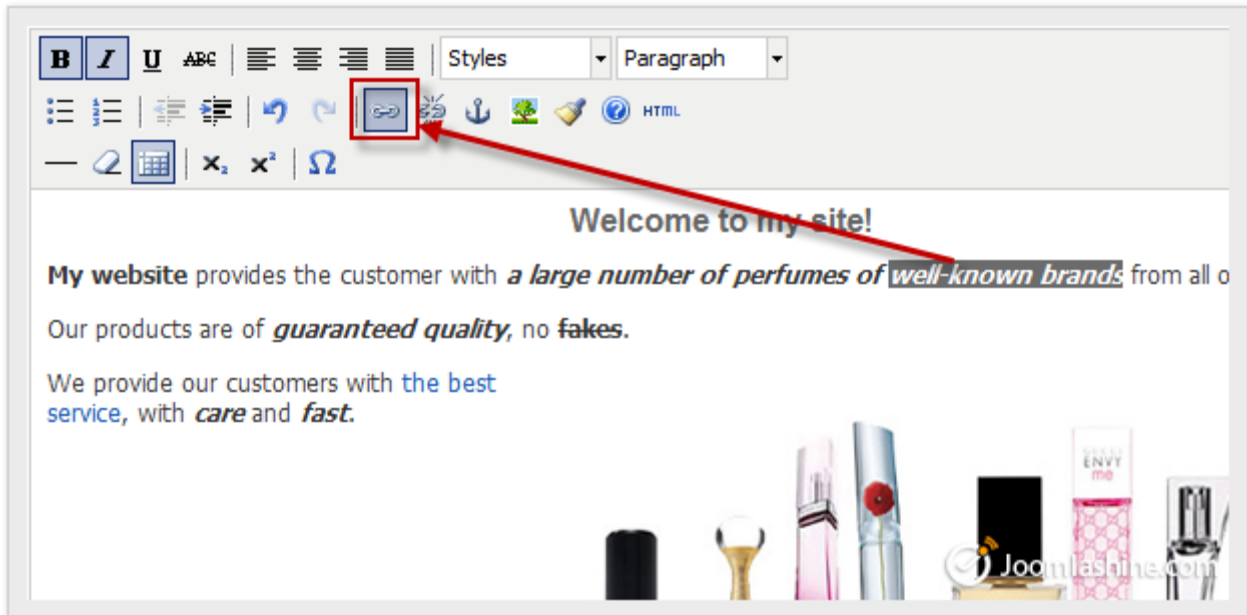 B I U ABC Styles Paragraph
HTML
x₂ x² Ω
Welcome to my site!
My website provides the customer with a large number of perfumes of well-known brands from all o
Our products are of guaranteed quality, no fakes.
We provide our customers with the best
service, with care and fast.
ENVY
me
Joomlashine.com